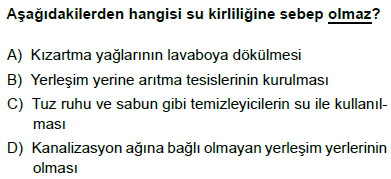 Aşağıdakilerden hangisi su kirliliğine sebep olmaz?
A) Kızartma yağlarının lavaboya dökülmesi
B) Yerleşim yerine arıtma tesislerinin kurulması
C) Tuz ruhu ve sabun gibi temizleyicilerin su ile kullanıl-
ması
D) Kanalizasyon ağına bağlı olmayan yerleşim yerlerinin
olması